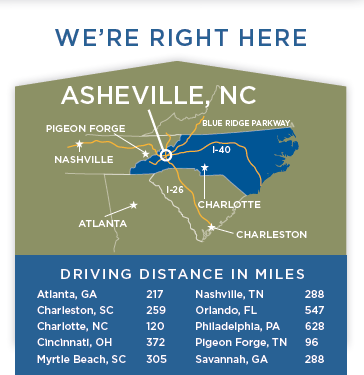 WE'RE RIGHT HERE
ASHEVILLE, NC
BLUE RIDGE PARKWAY
PIGEON FORGE
I-40
NASHVILLE
I-26
CHARLOTTE
ATLANTA
CHARLESTON
DRIVING DISTANCE IN MILES
Atlanta, GA 217 Nashville, TN 288
Charleston, SC 259 Orlando, FL 547
Charlotte, NC 120 Philadelphia, PA 628
Cincinnati, OH 372 Pigeon Forge, TN 96
Myrtle Beach, SC 305 Savannah, GA 288